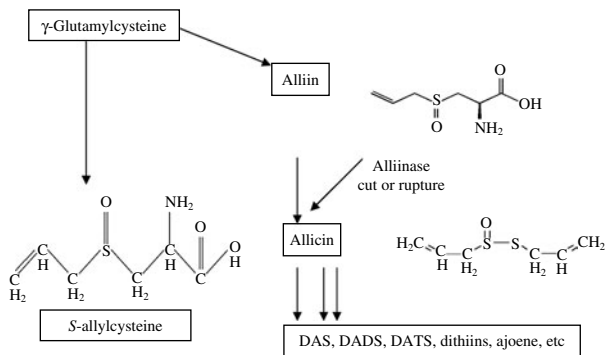 γ-Glutamylcysteine
Alliin
O
S
O
OH
NH₂
Alliinase
cut or rupture
O
NH₂
O
S
C
H
C
H
O
H
H₂C
C
H₂
C
H₂
S-allylcysteine
Allicin
O
H₂C
S
S
CH₂
C
H
C
H₂
C
H₂
C
H
DAS, DADS, DATS, dithiins, ajoene, etc